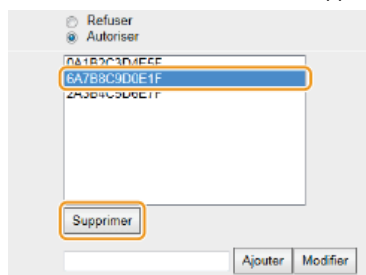 Refuser
Autoriser
0A1B2C3D4E5F
6A7B8C9D0E1F
2A3B4C5D6E7F
Supprimer
Ajouter Modifier